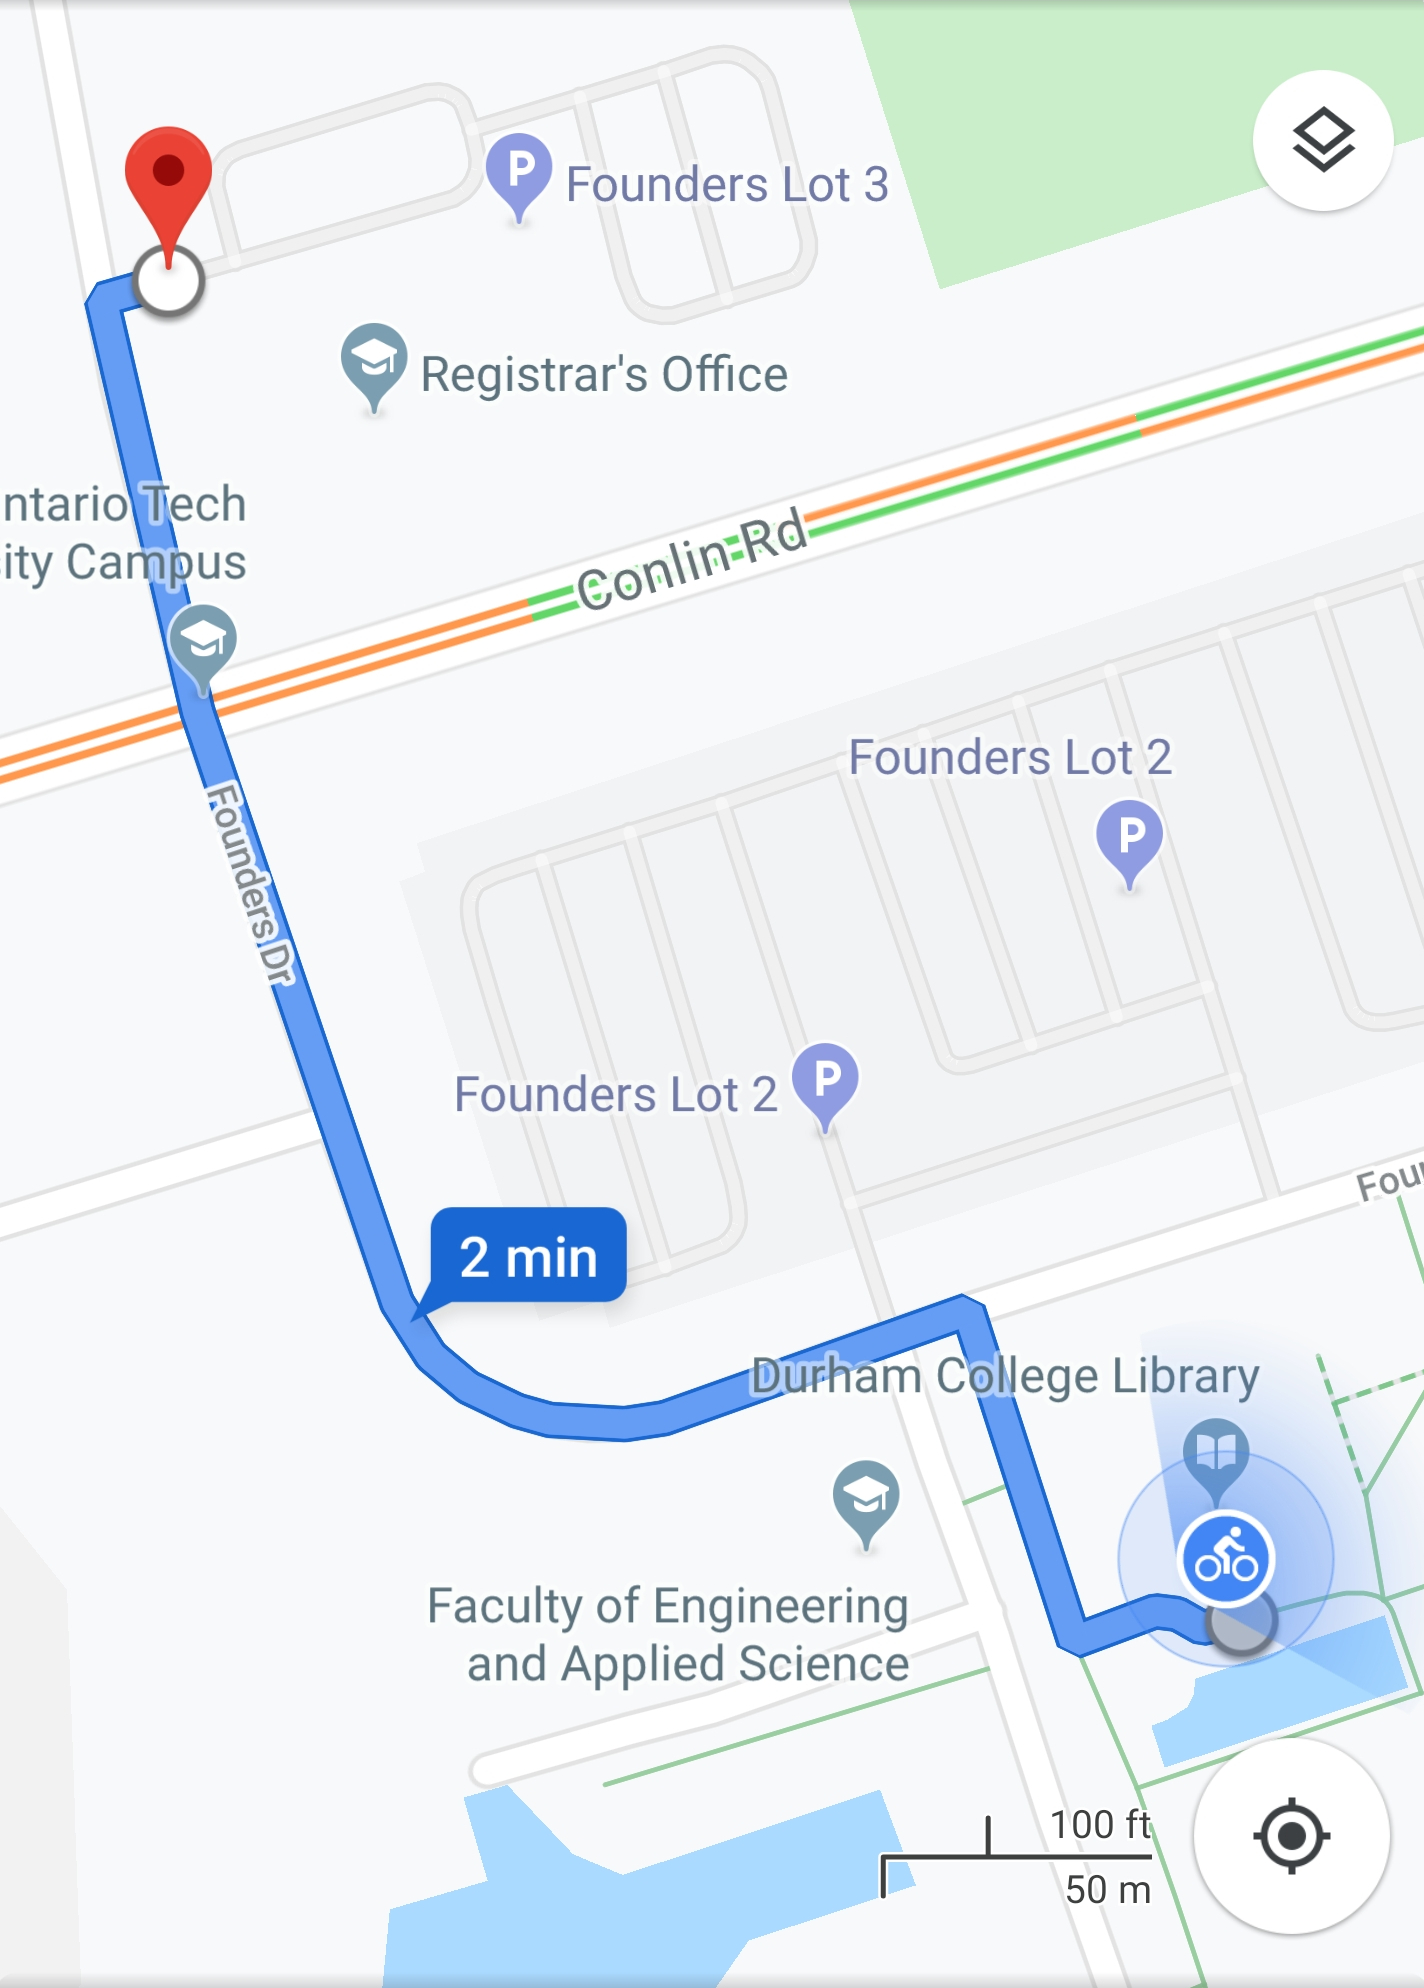 P
Founders Lot 3
Registrar's Office
ntario Tech
ity Campus
Conlin Rd
Founders Lot 2
P
Founders Dr
Founders Lot 2
P
Four
2 min
Durham College Library
Faculty of Engineering
and Applied Science
100 ft
50 m